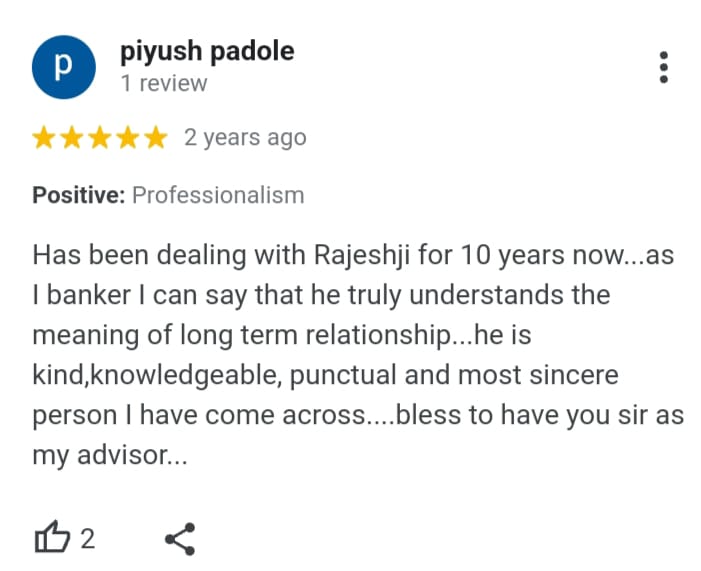 p
piyush padole
1 review
2 years ago
Positive: Professionalism
Has been dealing with Rajeshji for 10 years now...as
I banker I can say that he truly understands the
meaning of long term relationship...he is
kind,knowledgeable, punctual and most sincere
person I have come across....bless to have you sir as
my advisor...
2